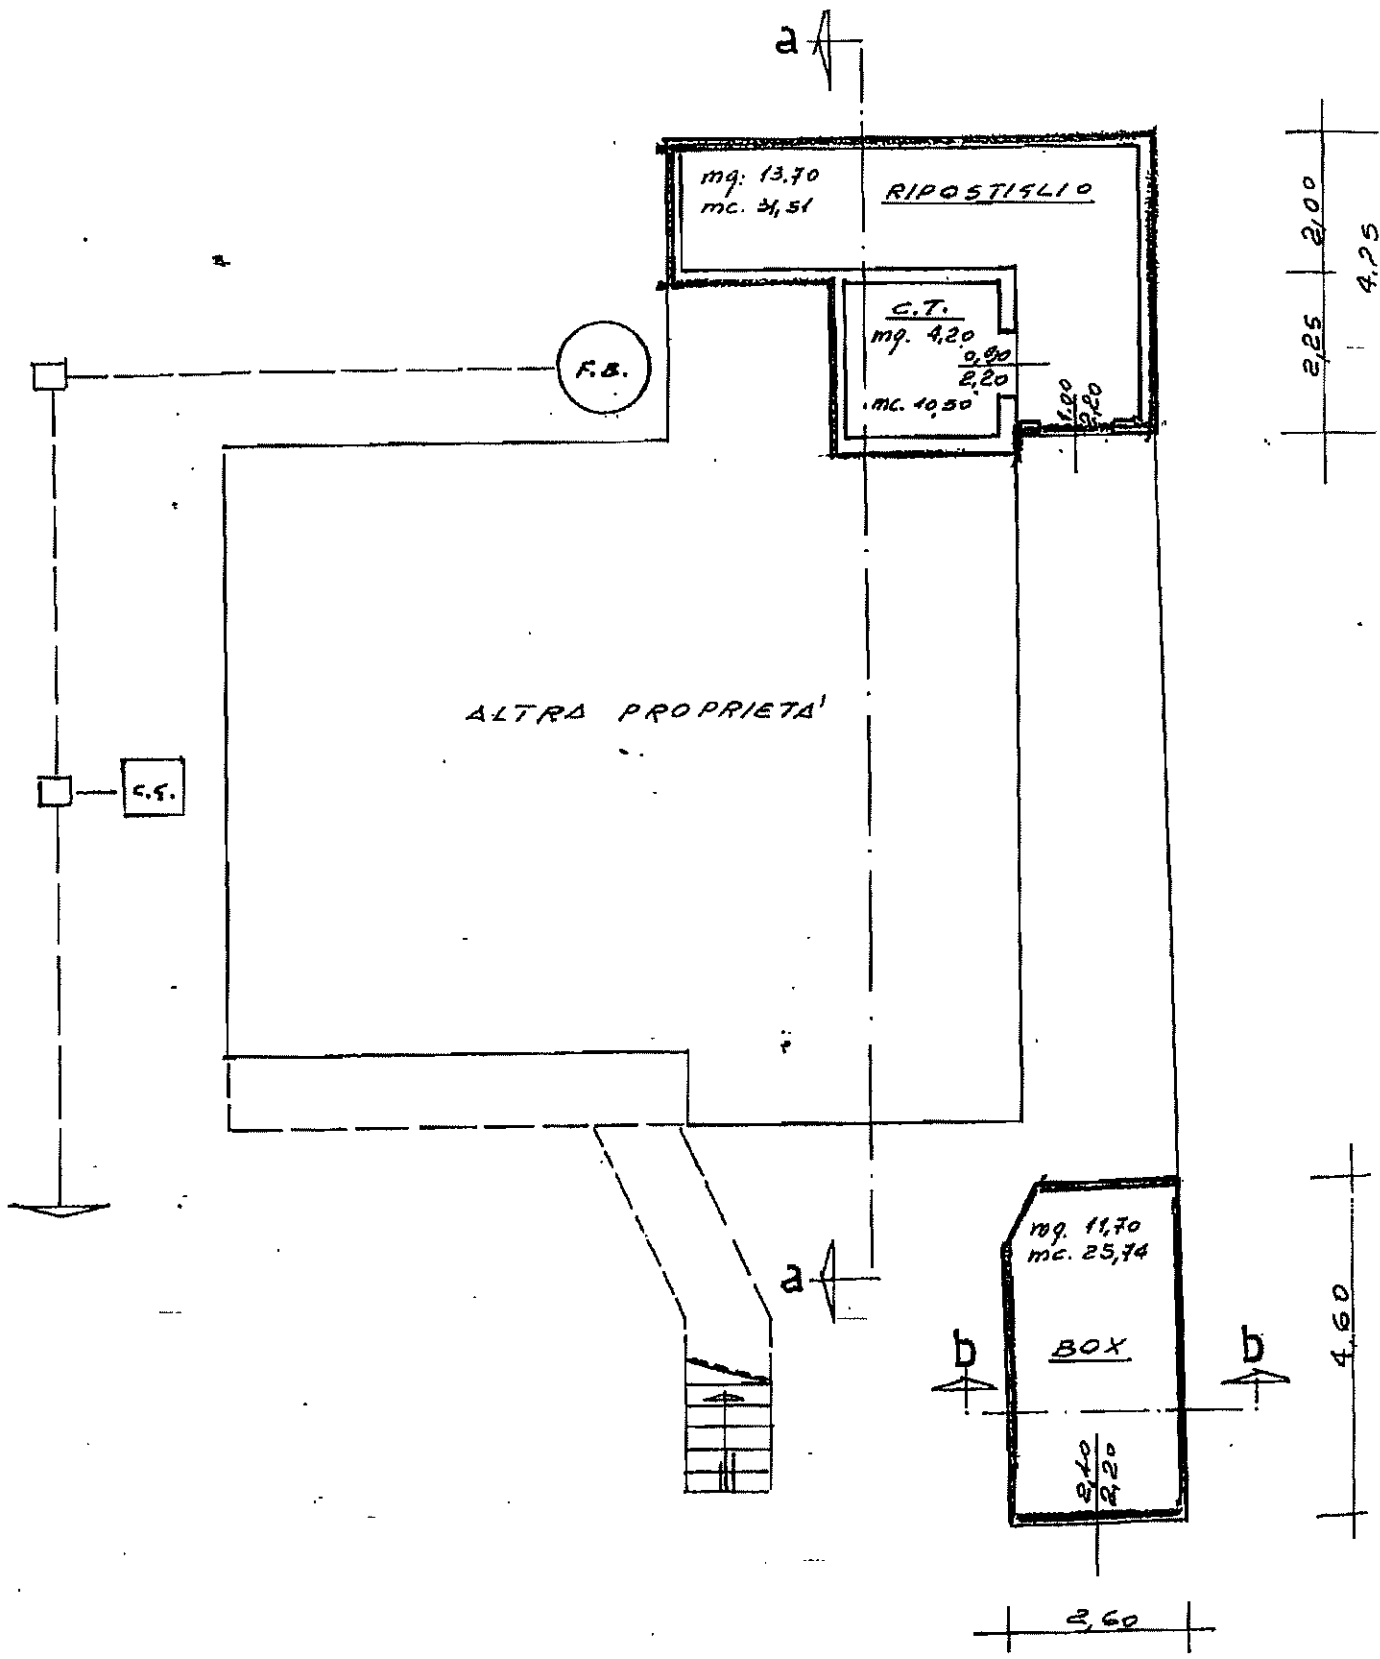 a
mq. 13.70
RIPOSTIGLIO
mc. 31,51
2,00
4.25
2,25
C.T.
mq. 4,20
0,80
2,20
mc. 10,50
1.00
2,20
F.B.
ALTRA PROPRIETA'
C.G.
mq. 11,70
mc. 25,74
a
4.60
b
BOX
b
2,40
2,20
2,60